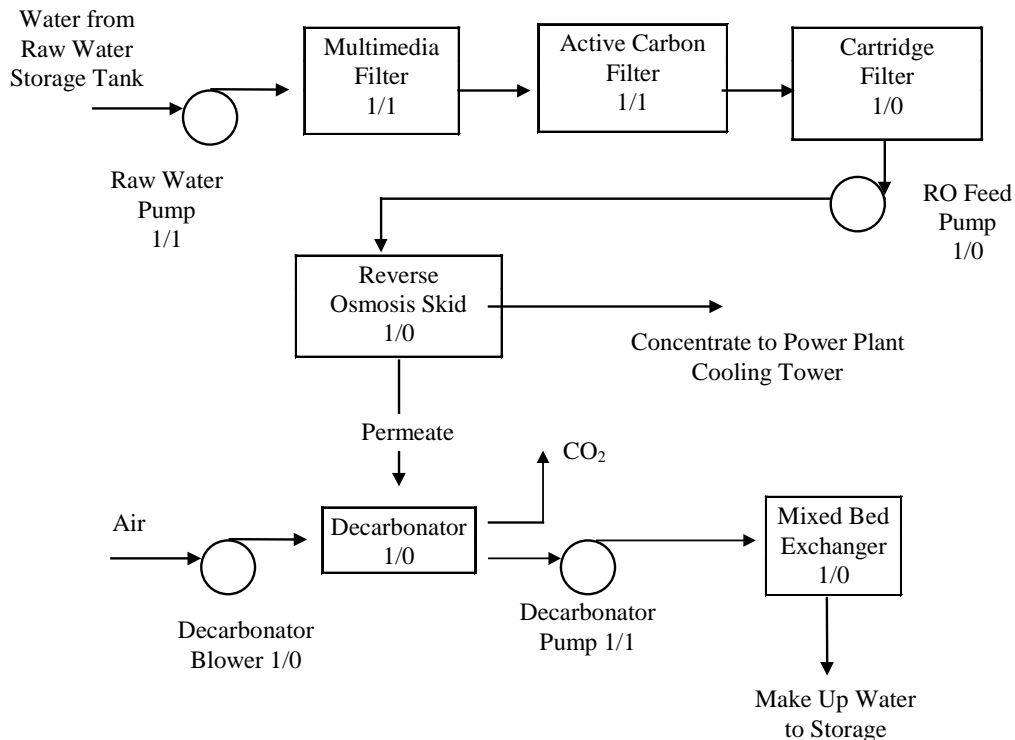 Water from
Raw Water
Storage Tank
Multimedia
Filter
1/1
Active Carbon
Filter
1/1
Cartridge
Filter
1/0
Raw Water
Pump
1/1
RO Feed
Pump
1/0
Reverse
Osmosis Skid
1/0
Concentrate to Power Plant
Cooling Tower
Permeate
CO₂
Air
Decarbonator
1/0
Mixed Bed
Exchanger
1/0
Decarbonator
Blower 1/0
Decarbonator
Pump 1/1
Make Up Water
to Storage